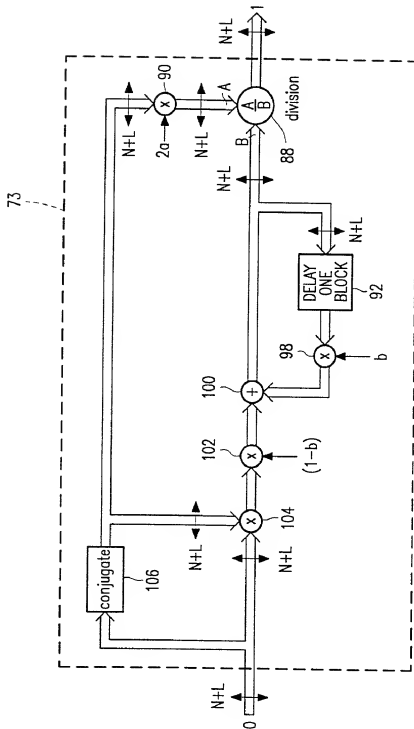 73
N+L
N+L
2a
x
90
N+L
A
N+L
1
B
A
B
division
88
N+L
conjugate
106
N+L
100
+
102
x
(1-b)
x
104
N+L
N+L
DELAY
ONE
BLOCK
92
98
x
b
N+L
0